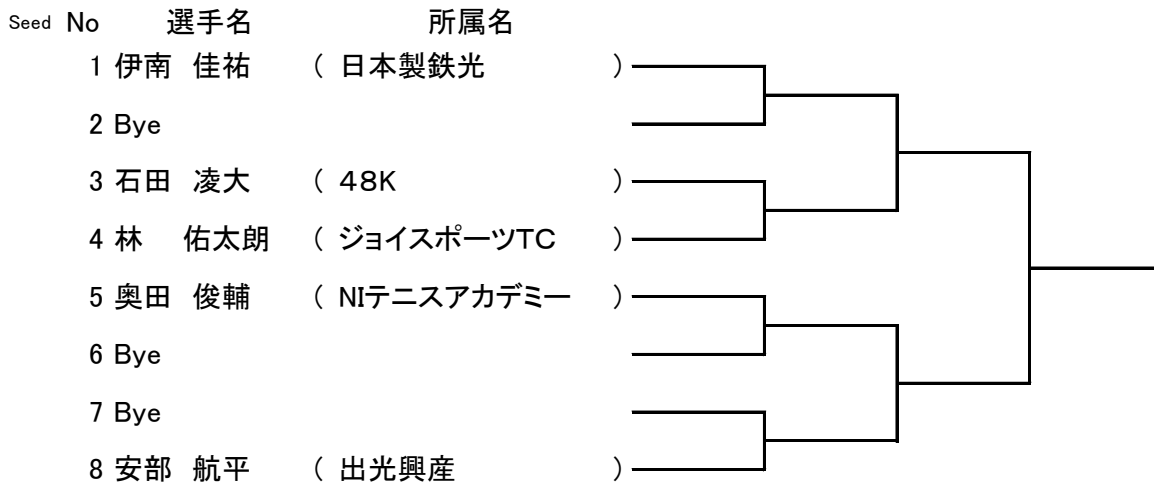 Seed No 選手名 所属名
1 伊南 佳祐 ( 日本製鉄光 )
2 Bye
3 石田 凌大 ( 48K )
4 林 佑太朗 ( ジョイスポーツTC )
5 奥田 俊輔 ( NIテニスアカデミー )
6 Bye
7 Bye
8 安部 航平 ( 出光興産 )